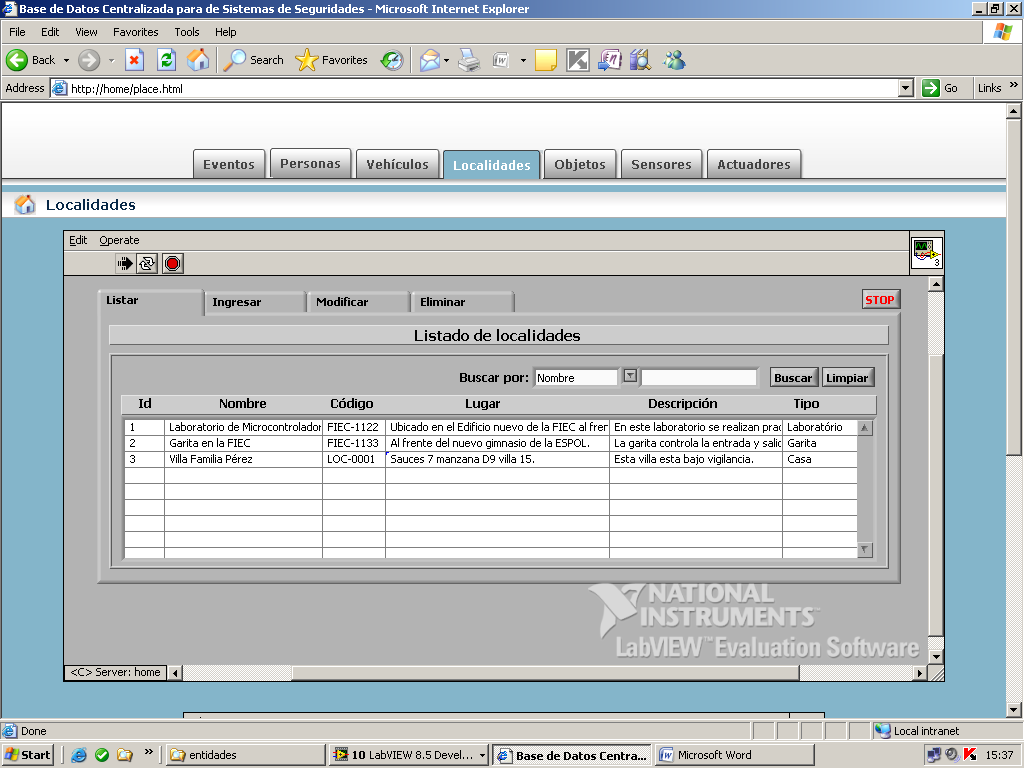 Base de Datos Centralizada para de Sistemas de Seguridades - Microsoft Internet Explorer
File Edit View Favorites Tools Help
Back Search Favorites
Address http://home/place.html Go Links »
Eventos Personas Vehículos Localidades Objetos Sensores Actuadores
Localidades
Edit Operate
3
Listar Ingresar Modificar Eliminar STOP
Listado de localidades
Buscar por: Nombre Buscar Limpiar
Id Nombre Código Lugar Descripción Tipo
1 Laboratorio de Microcontrolador FIEC-1122 Ubicado en el Edificio nuevo de la FIEC al fren En este laboratorio se realizan prac Laboratório
2 Garita en la FIEC FIEC-1133 Al frente del nuevo gimnasio de la ESPOL. La garita controla la entrada y salid Garita
3 Villa Familia Pérez LOC-0001 Sauces 7 manzana D9 villa 15. Esta villa esta bajo vigilancia. Casa
NATIONAL
INSTRUMENTS™
LabVIEW™ Evaluation Software
<C> Server: home
Done Local intranet
Start » entidades 10 LabVIEW 8.5 Devel... Base de Datos Centra... Microsoft Word 15:37